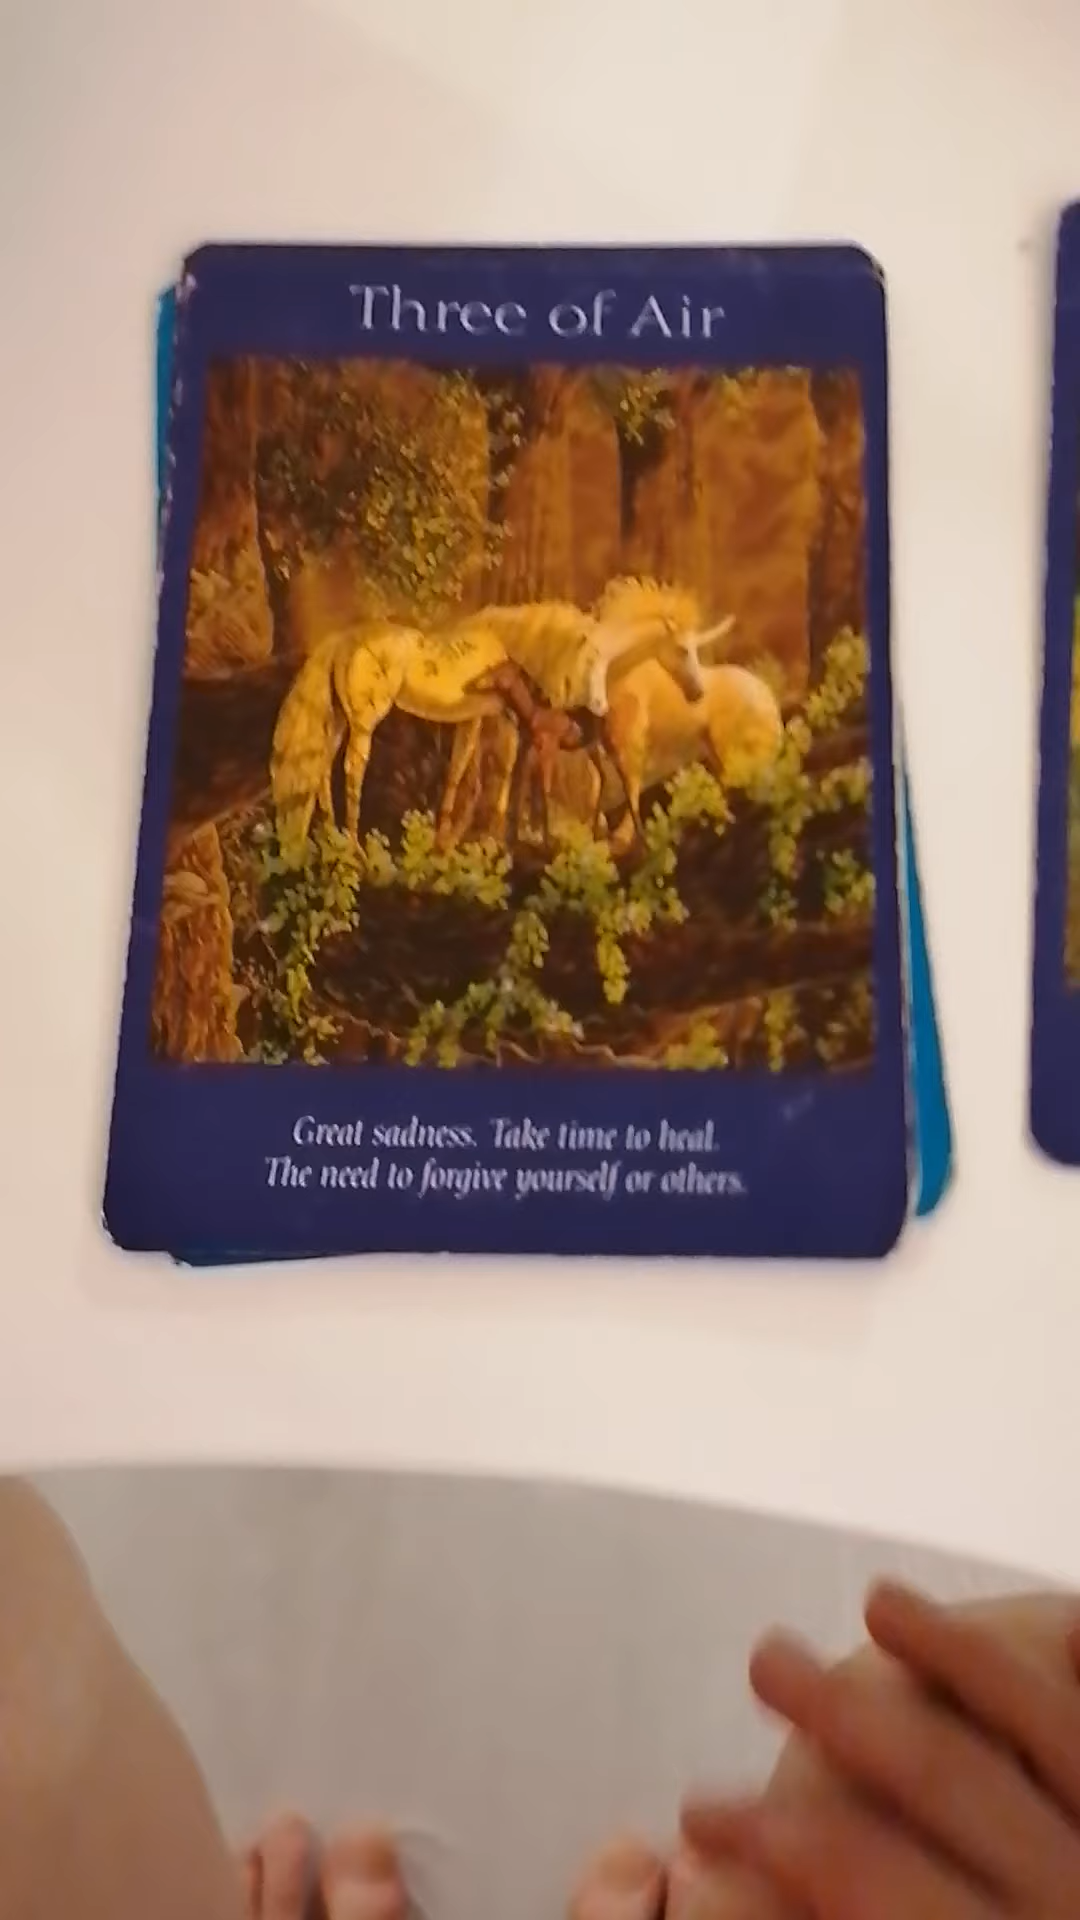 Three of Air
Great sadness. Take time to heal.
The need to forgive yourself or others.